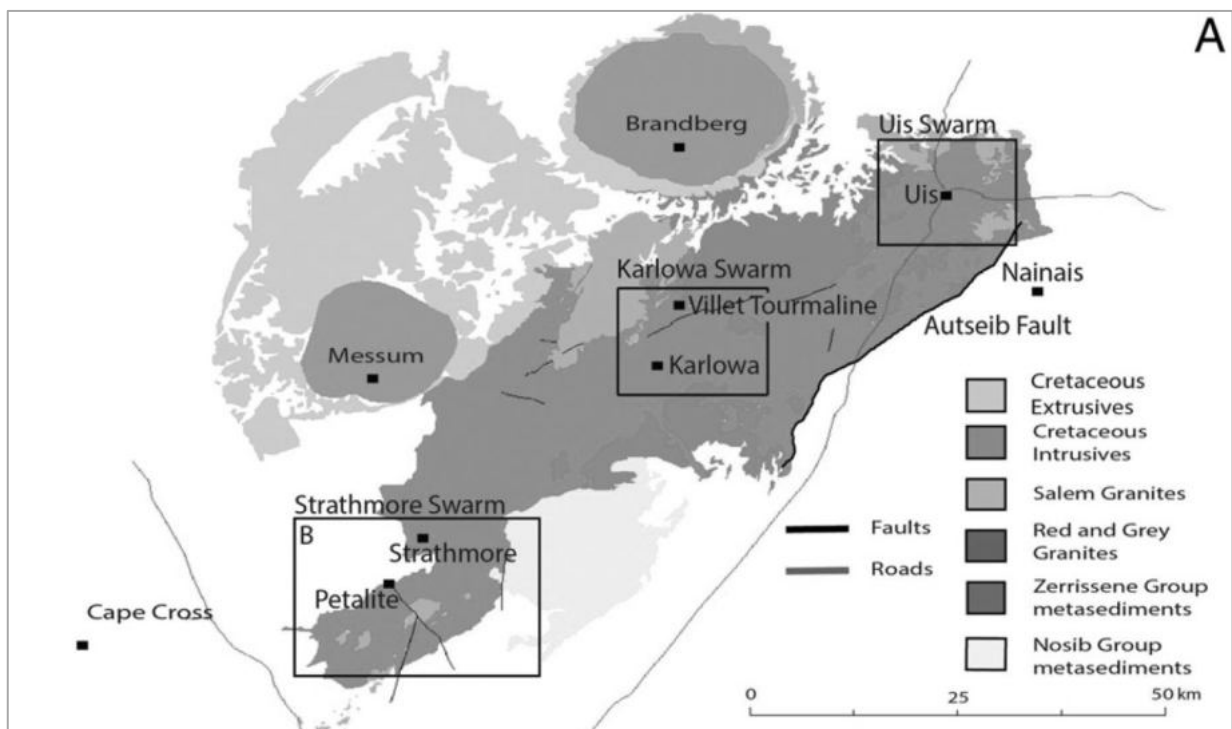 A
Brandberg
Uis Swarm
Uis
Karlowa Swarm
Villet Tourmaline
Nainais
Autseib Fault
Messum
Karlowa
Cretaceous
Extrusives
Cretaceous
Intrusives
Salem Granites
Red and Grey
Granites
Zerrissene Group
metasediments
Nosib Group
metasediments
Faults
Roads
Strathmore Swarm
B
Strathmore
Petalite
Cape Cross
0 25 50 km